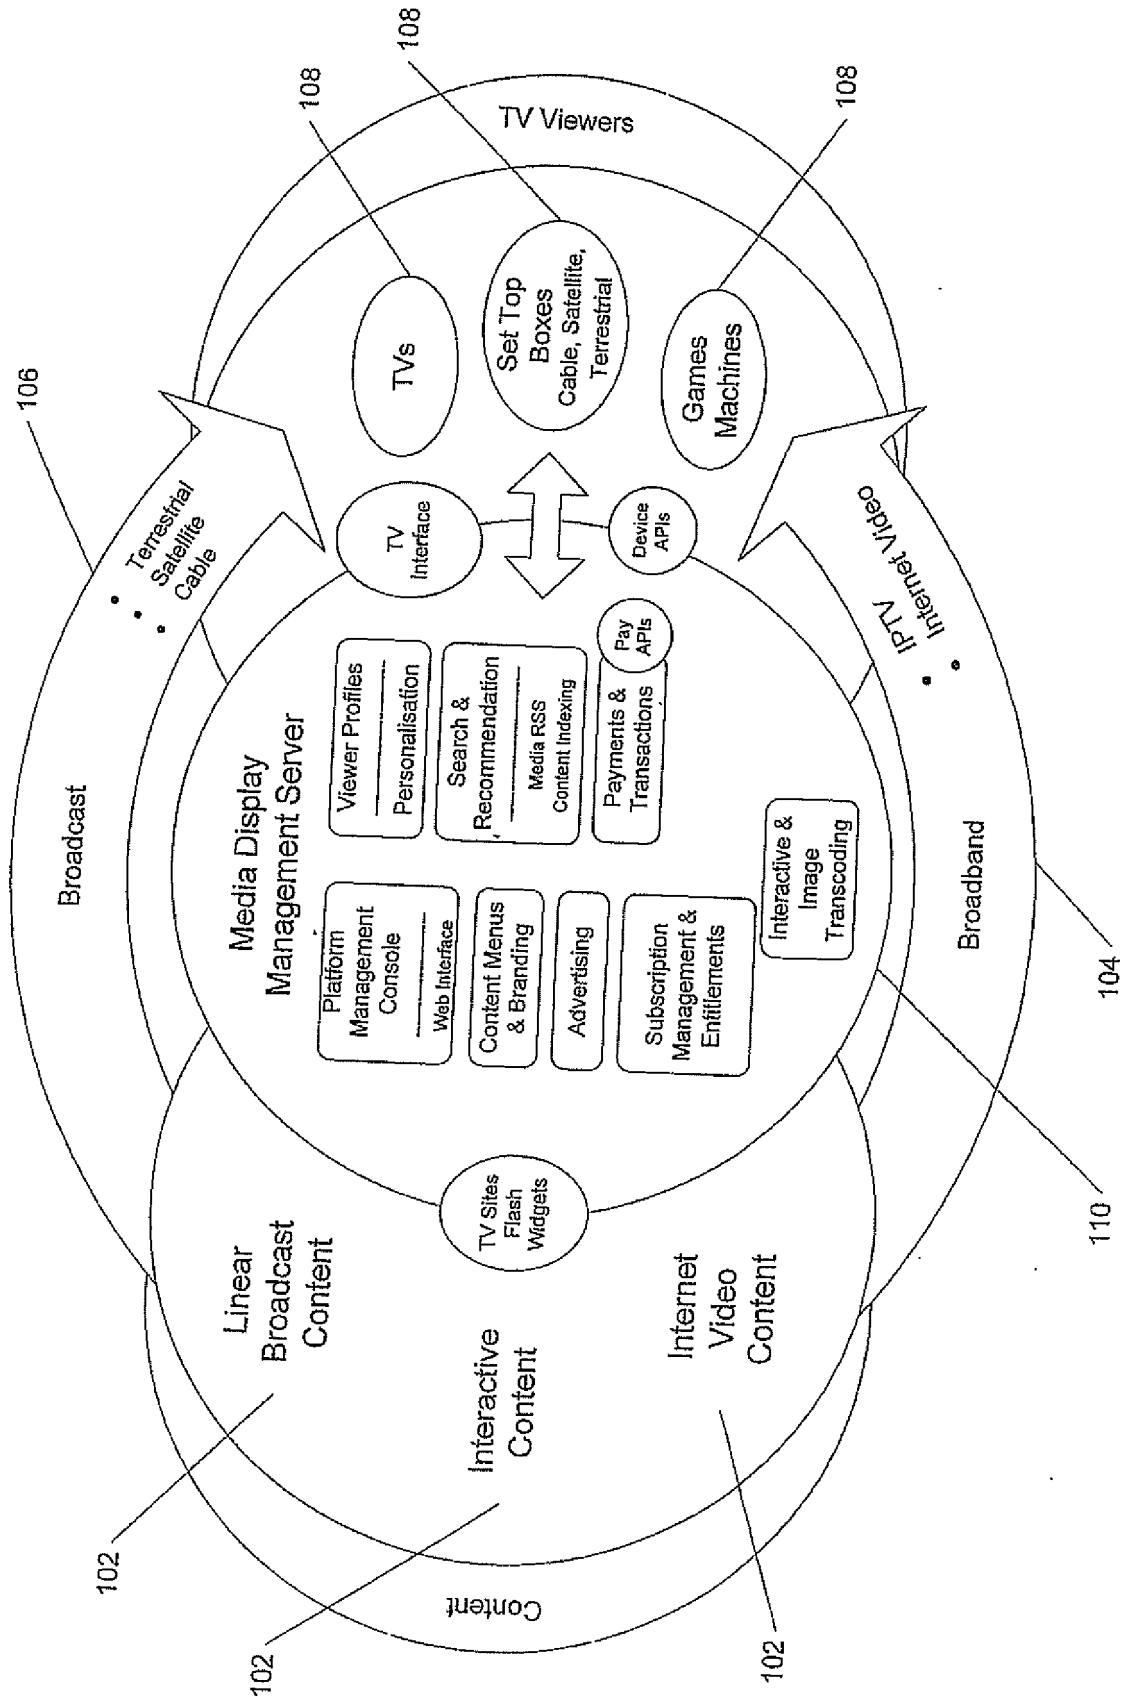 Broadcast
106
Terrestrial
Satellite
Cable
108
108
108
TV Viewers
TVs
Set Top
Boxes
Cable, Satellite,
Terrestrial
Games
Machines
TV
Interface
Device
APIs
Pay
APIs
Media Display
Management Server
Platform
Management
Console
Web Interface
Viewer Profiles
Personalisation
Content Menus
& Branding
Search &
Recommendation
Media RSS
Content Indexing
Advertising
Payments &
Transactions
Subscription
Management &
Entitlements
Interactive &
Image
Transcoding
TV Sites
Flash
Widgets
Linear
Broadcast
Content
Interactive
Content
Internet
Video
Content
Content
102
102
102
IPTV
Internet Video
Broadband
104
110